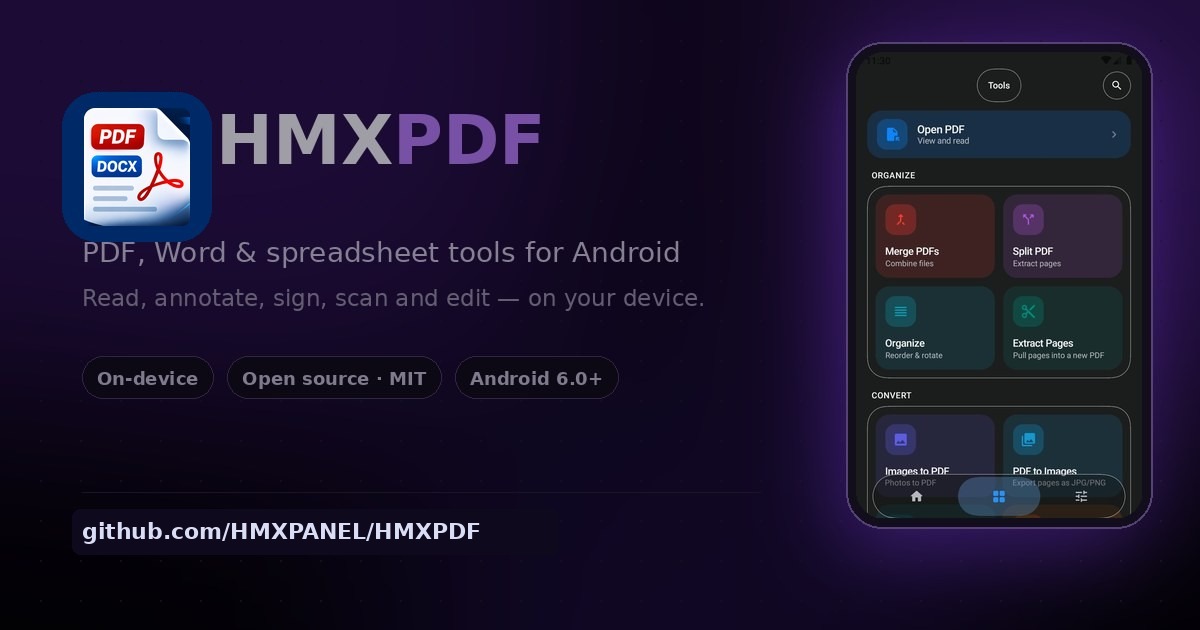 PDF
DOCX
HMXPDF
PDF, Word & spreadsheet tools for Android
Read, annotate, sign, scan and edit — on your device.
On-device
Open source · MIT
Android 6.0+
github.com/HMXPANEL/HMXPDF
11:30
Tools
Open PDF
View and read
ORGANIZE
Merge PDFs
Combine files
Split PDF
Extract pages
Organize
Reorder & rotate
Extract Pages
Pull pages into a new PDF
CONVERT
Images to PDF
Photos to PDF
PDF to Images
Export pages as JPG/PNG